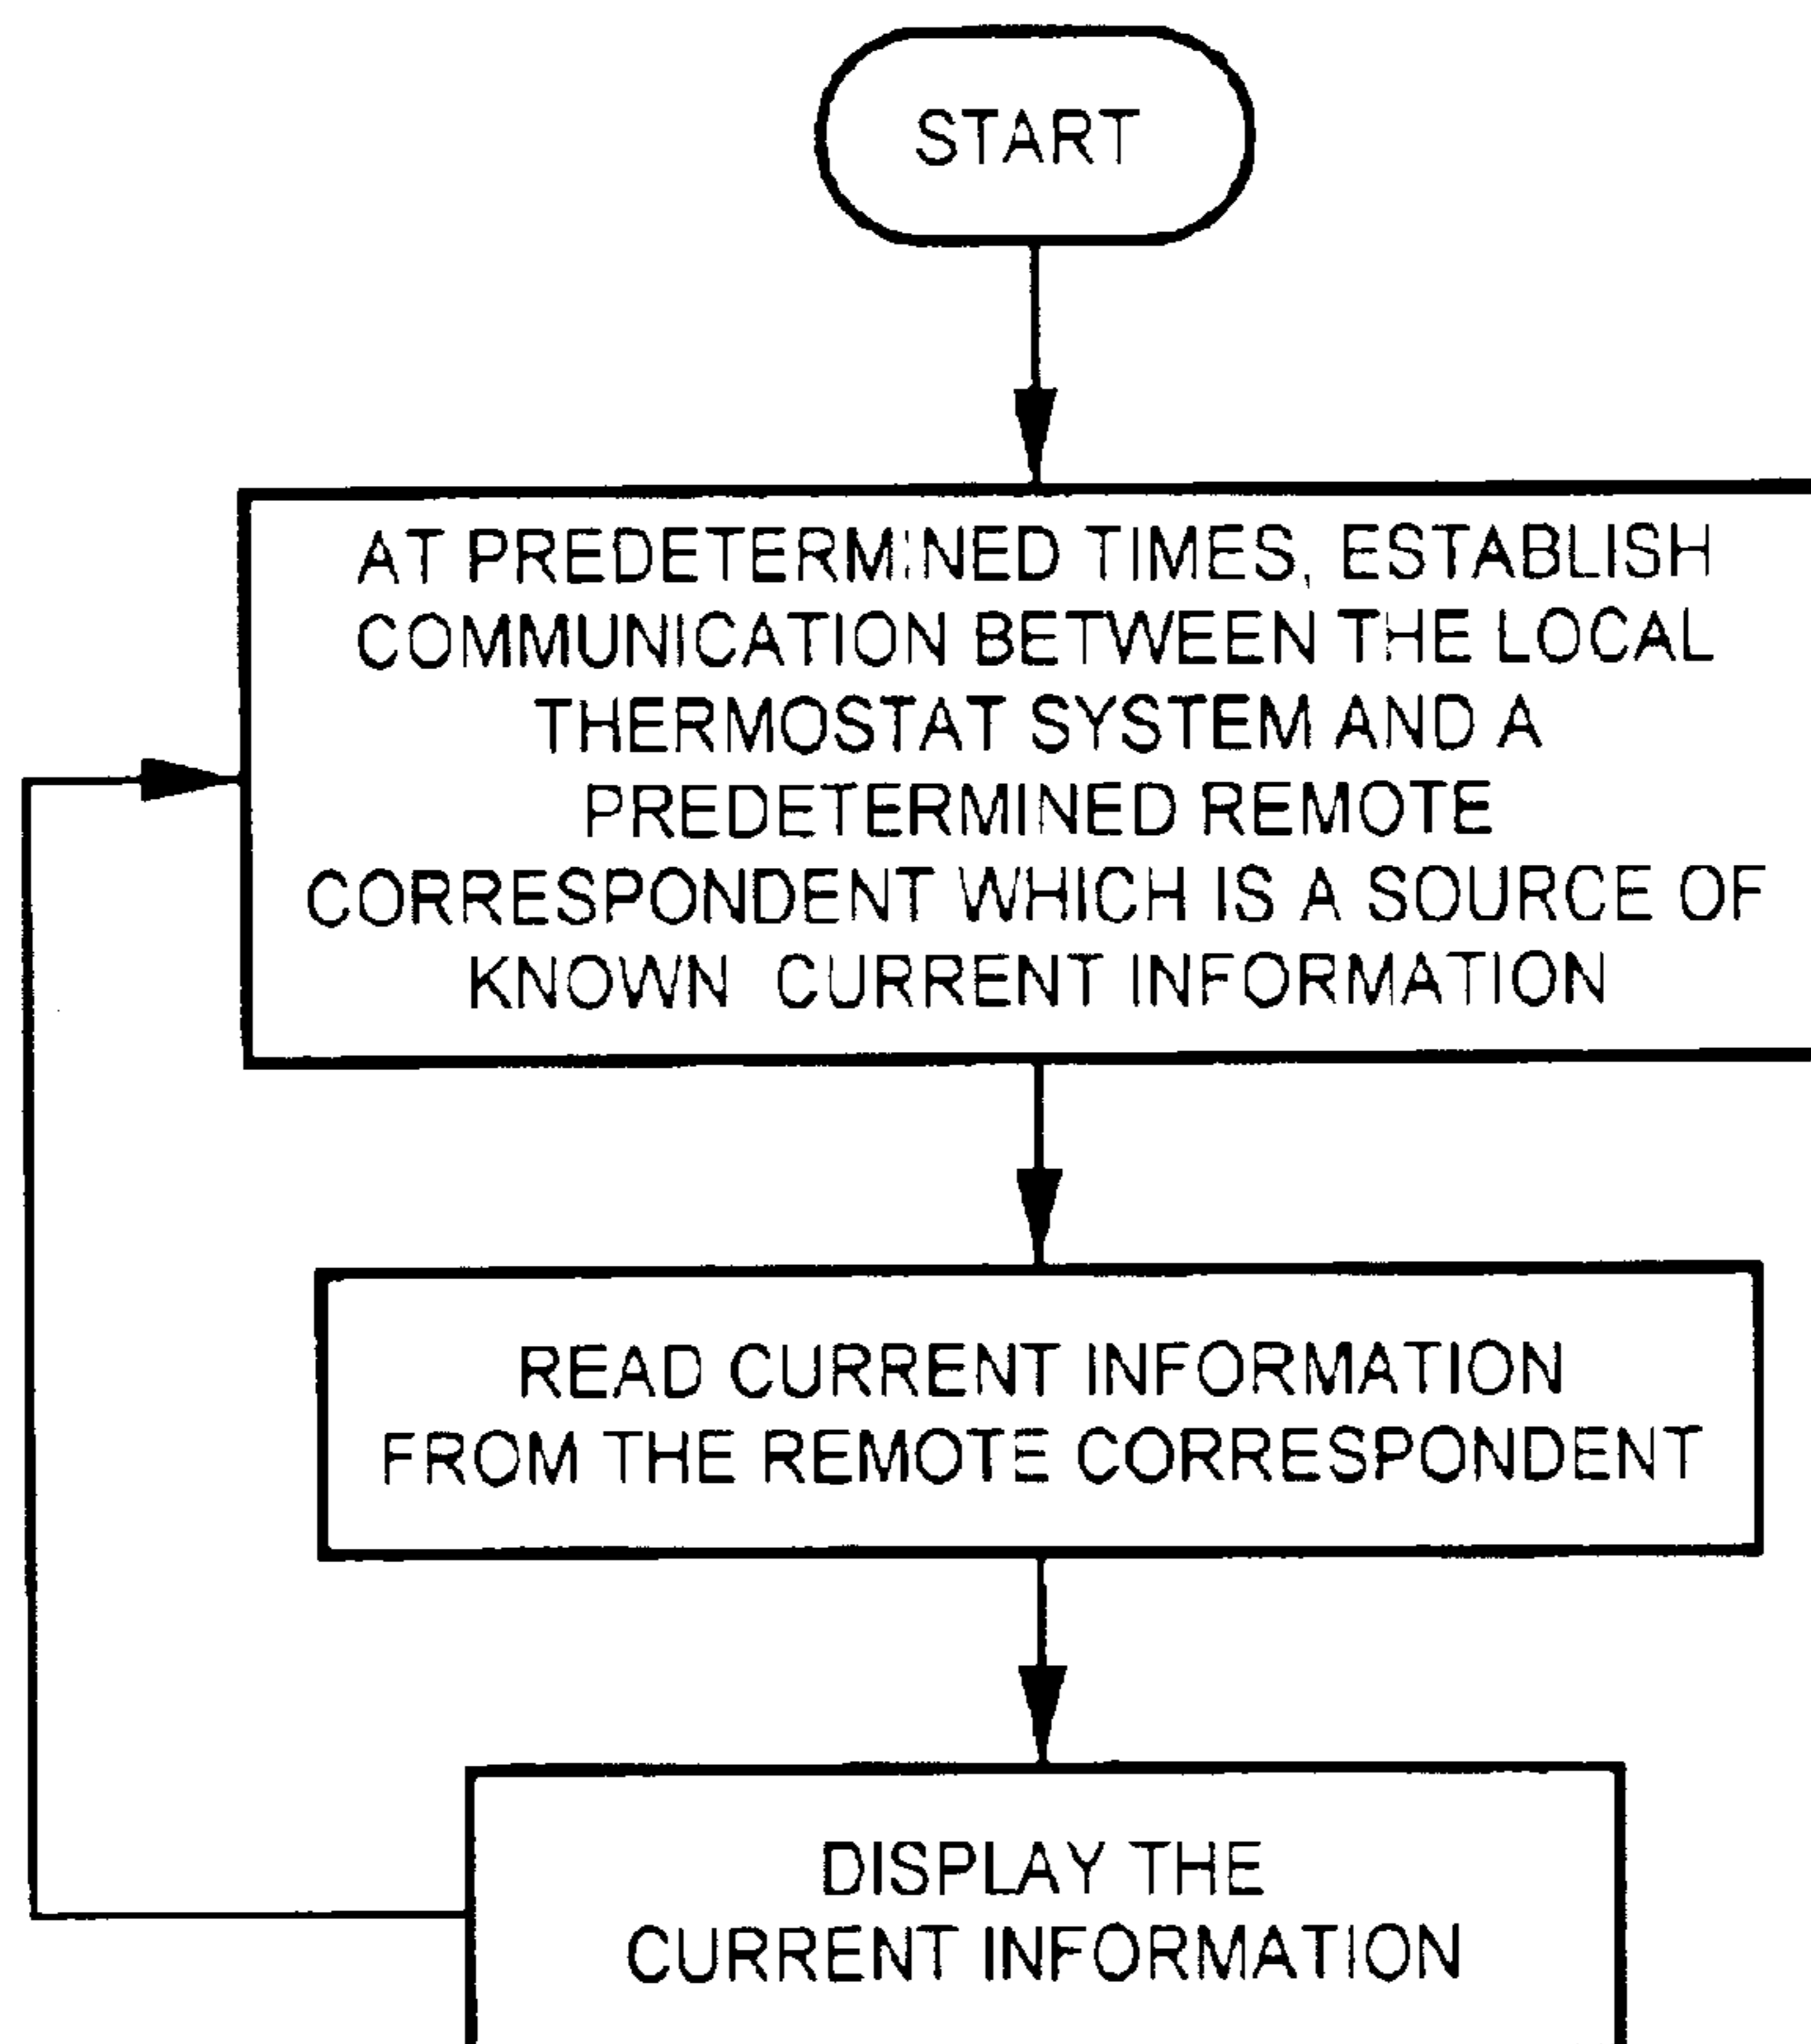 START
AT PREDETERMINED TIMES, ESTABLISH
COMMUNICATION BETWEEN THE LOCAL
THERMOSTAT SYSTEM AND A
PREDETERMINED REMOTE
CORRESPONDENT WHICH IS A SOURCE OF
KNOWN CURRENT INFORMATION
READ CURRENT INFORMATION
FROM THE REMOTE CORRESPONDENT
DISPLAY THE
CURRENT INFORMATION